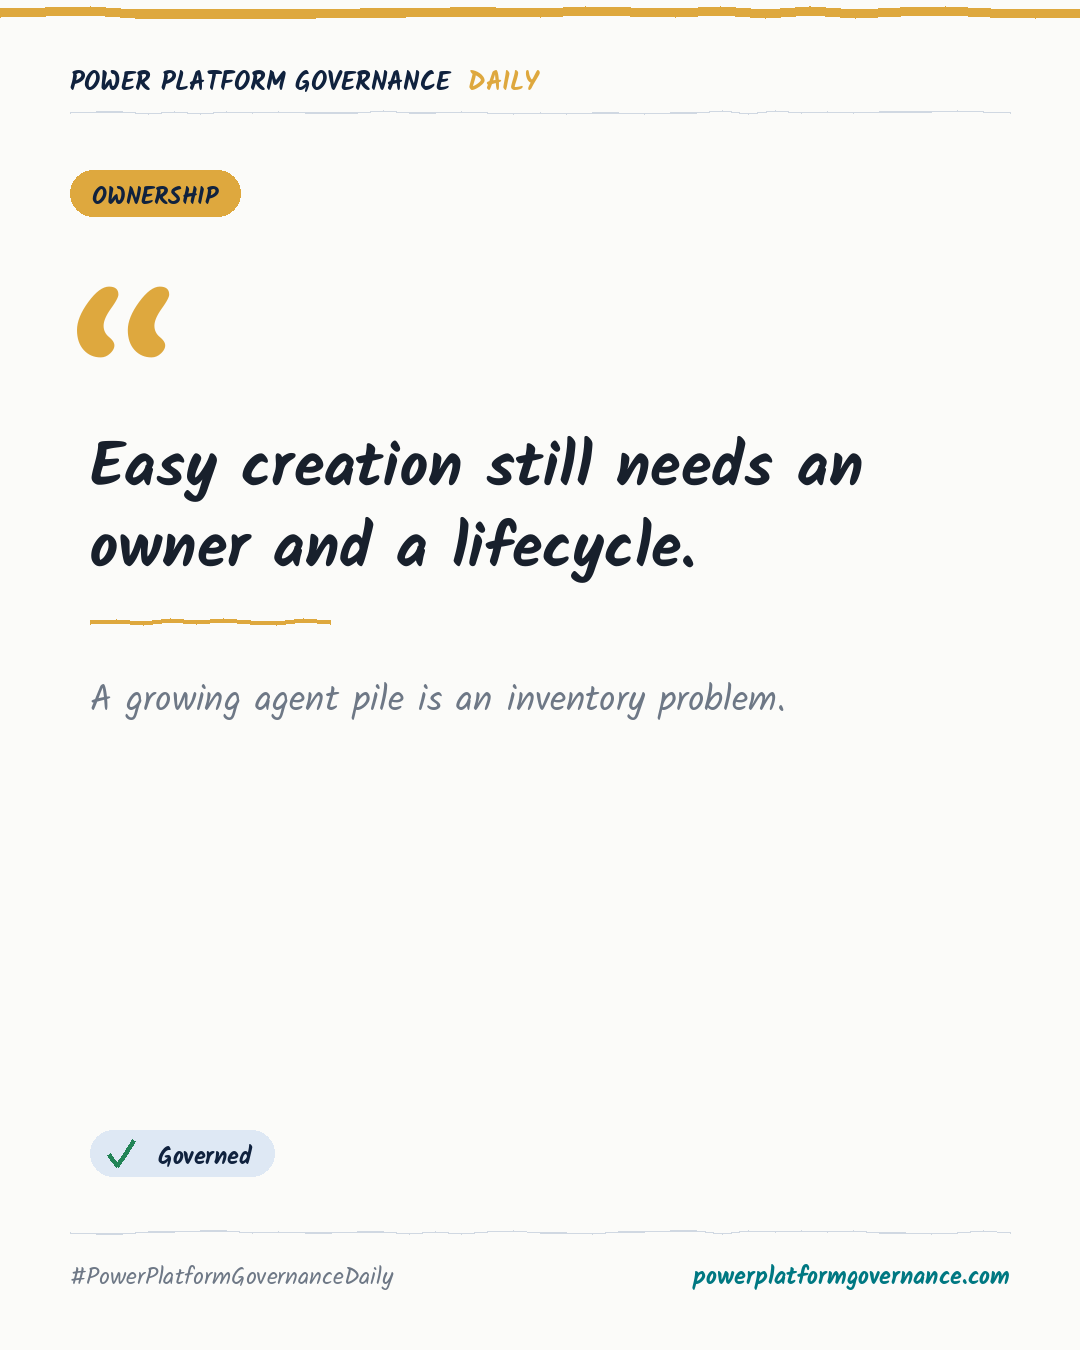 POWER PLATFORM GOVERNANCE DAILY
OWNERSHIP
“
Easy creation still needs an
owner and a lifecycle.
A growing agent pile is an inventory problem.
✓ Governed
#PowerPlatformGovernanceDaily
powerplatformgovernance.com